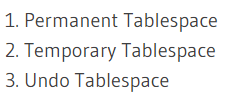 1. Permanent Tablespace
2. Temporary Tablespace
3. Undo Tablespace